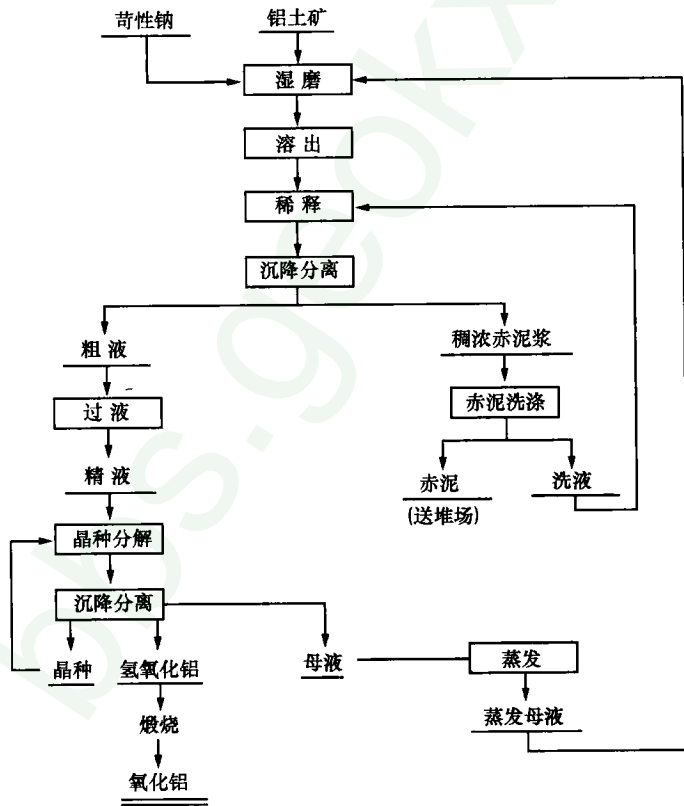 苛性钠
铝土矿
湿磨
溶出
稀释
沉降分离
粗液
稠浓赤泥浆
过液
赤泥洗涤
精液
赤泥
洗液
(送堆场)
晶种分解
沉降分离
晶种
氢氧化铝
母液
蒸发
煅烧
蒸发母液
氧化铝
bbs.geokx